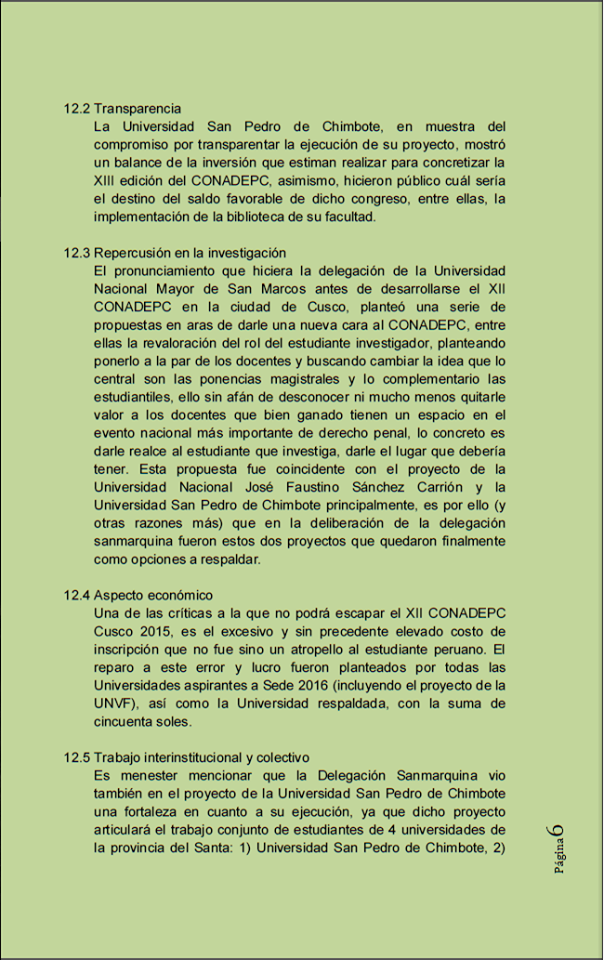 12.2 Transparencia
La Universidad San Pedro de Chimbote, en muestra del
compromiso por transparentar la ejecución de su proyecto, mostró
un balance de la inversión que estiman realizar para concretizar la
XIII edición del CONADEPC, asimismo, hicieron público cuál sería
el destino del saldo favorable de dicho congreso, entre ellas, la
implementación de la biblioteca de su facultad.
12.3 Repercusión en la investigación
El pronunciamiento que hiciera la delegación de la Universidad
Nacional Mayor de San Marcos antes de desarrollarse el XII
CONADEPC en la ciudad de Cusco, planteó una serie de
propuestas en aras de darle una nueva cara al CONADEPC, entre
ellas la revaloración del rol del estudiante investigador, planteando
ponerlo a la par de los docentes y buscando cambiar la idea que lo
central son las ponencias magistrales y lo complementario las
estudiantiles, ello sin afán de desconocer ni mucho menos quitarle
valor a los docentes que bien ganado tienen un espacio en el
evento nacional más importante de derecho penal, lo concreto es
darle realce al estudiante que investiga, darle el lugar que debería
tener. Esta propuesta fue coincidente con el proyecto de la
Universidad Nacional José Faustino Sánchez Carrión y la
Universidad San Pedro de Chimbote principalmente, es por ello (y
otras razones más) que en la deliberación de la delegación
sanmarquina fueron estos dos proyectos que quedaron finalmente
como opciones a respaldar.
12.4 Aspecto económico
Una de las críticas a la que no podrá escapar el XII CONADEPC
Cusco 2015, es el excesivo y sin precedente elevado costo de
inscripción que no fue sino un atropello al estudiante peruano. El
reparo a este error y lucro fueron planteados por todas las
Universidades aspirantes a Sede 2016 (incluyendo el proyecto de la
UNVF), así como la Universidad respaldada, con la suma de
cincuenta soles.
12.5 Trabajo interinstitucional y colectivo
Es menester mencionar que la Delegación Sanmarquina vio
también en el proyecto de la Universidad San Pedro de Chimbote
una fortaleza en cuanto a su ejecución, ya que dicho proyecto
articulará el trabajo conjunto de estudiantes de 4 universidades de
la provincia del Santa: 1) Universidad San Pedro de Chimbote, 2)
Página6